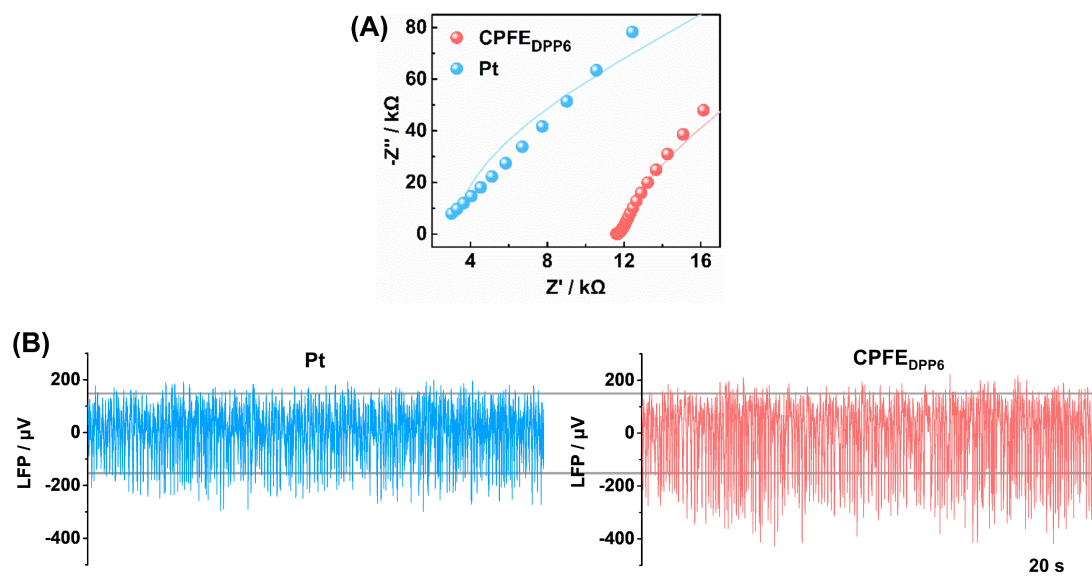 (A)
80
60
40
20
0
-Z'' / kΩ
CPFE_DPP6
Pt
4
8
12
16
Z' / kΩ
(B)
Pt
CPFE_DPP6
200
0
-200
-400
LFP / µV
200
0
-200
-400
LFP / µV
20 s